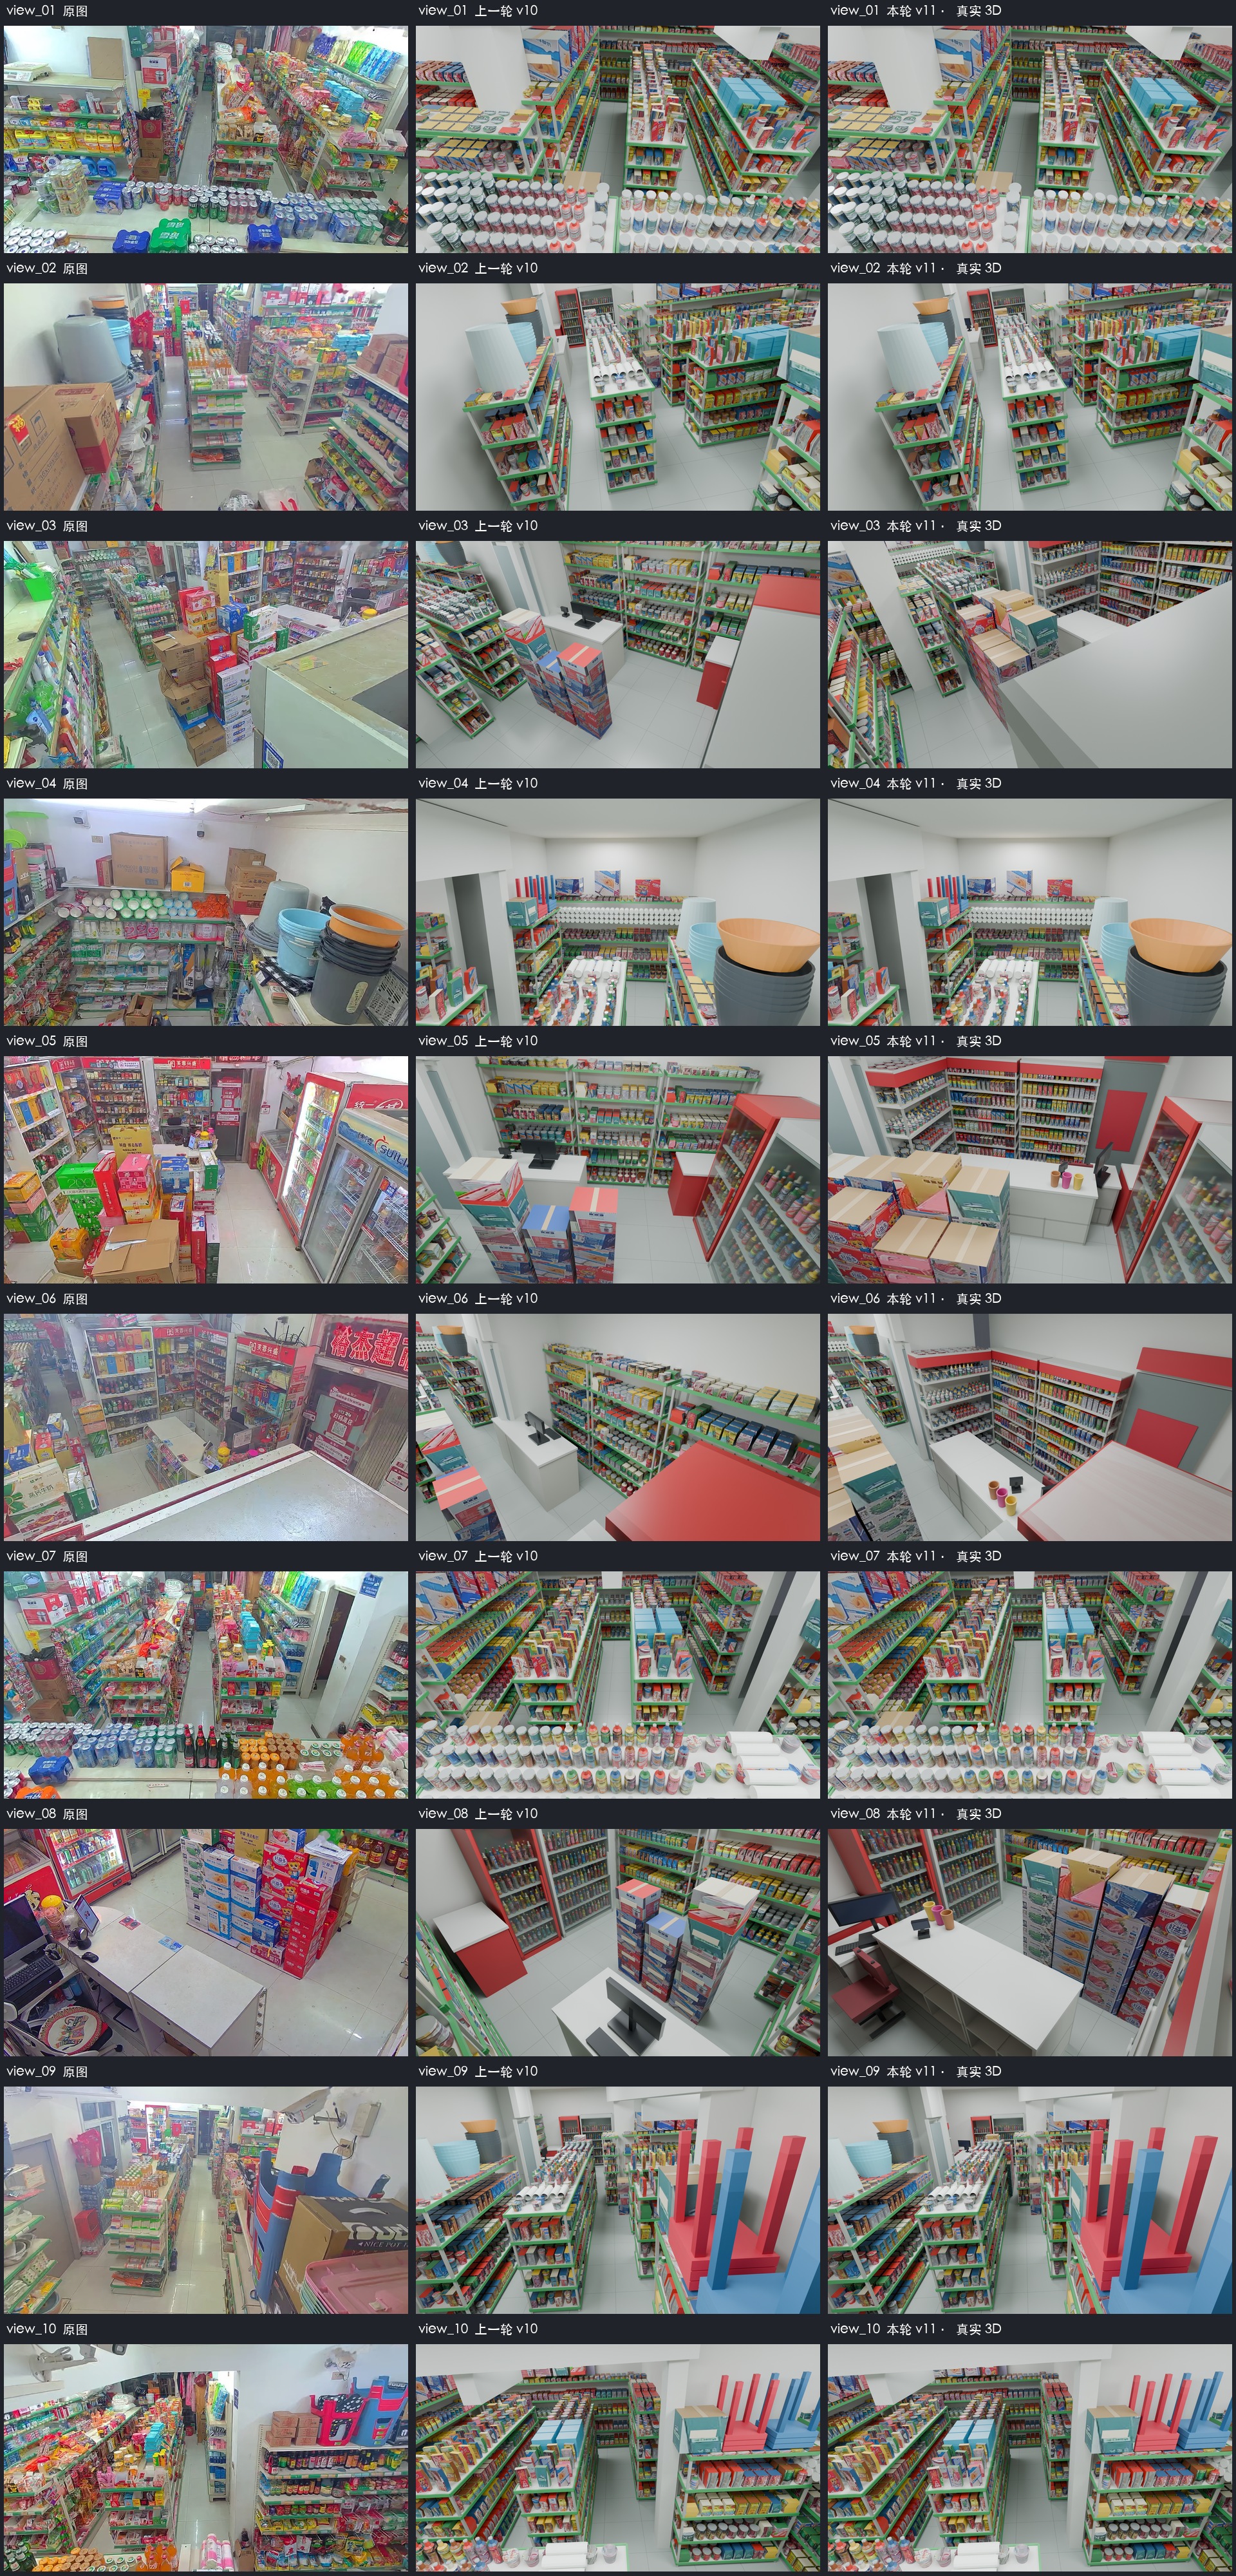 view_01 原图
view_01 上一轮 v10
view_01 本轮 v11 · 真实 3D
view_02 原图
view_02 上一轮 v10
view_02 本轮 v11 · 真实 3D
view_03 原图
view_03 上一轮 v10
view_03 本轮 v11 · 真实 3D
view_04 原图
view_04 上一轮 v10
view_04 本轮 v11 · 真实 3D
view_05 原图
view_05 上一轮 v10
view_05 本轮 v11 · 真实 3D
统一
view_06 原图
view_06 上一轮 v10
view_06 本轮 v11 · 真实 3D
裕杰超
view_07 原图
view_07 上一轮 v10
view_07 本轮 v11 · 真实 3D
view_08 原图
view_08 上一轮 v10
view_08 本轮 v11 · 真实 3D
view_09 原图
view_09 上一轮 v10
view_09 本轮 v11 · 真实 3D
NICE POT
view_10 原图
view_10 上一轮 v10
view_10 本轮 v11 · 真实 3D